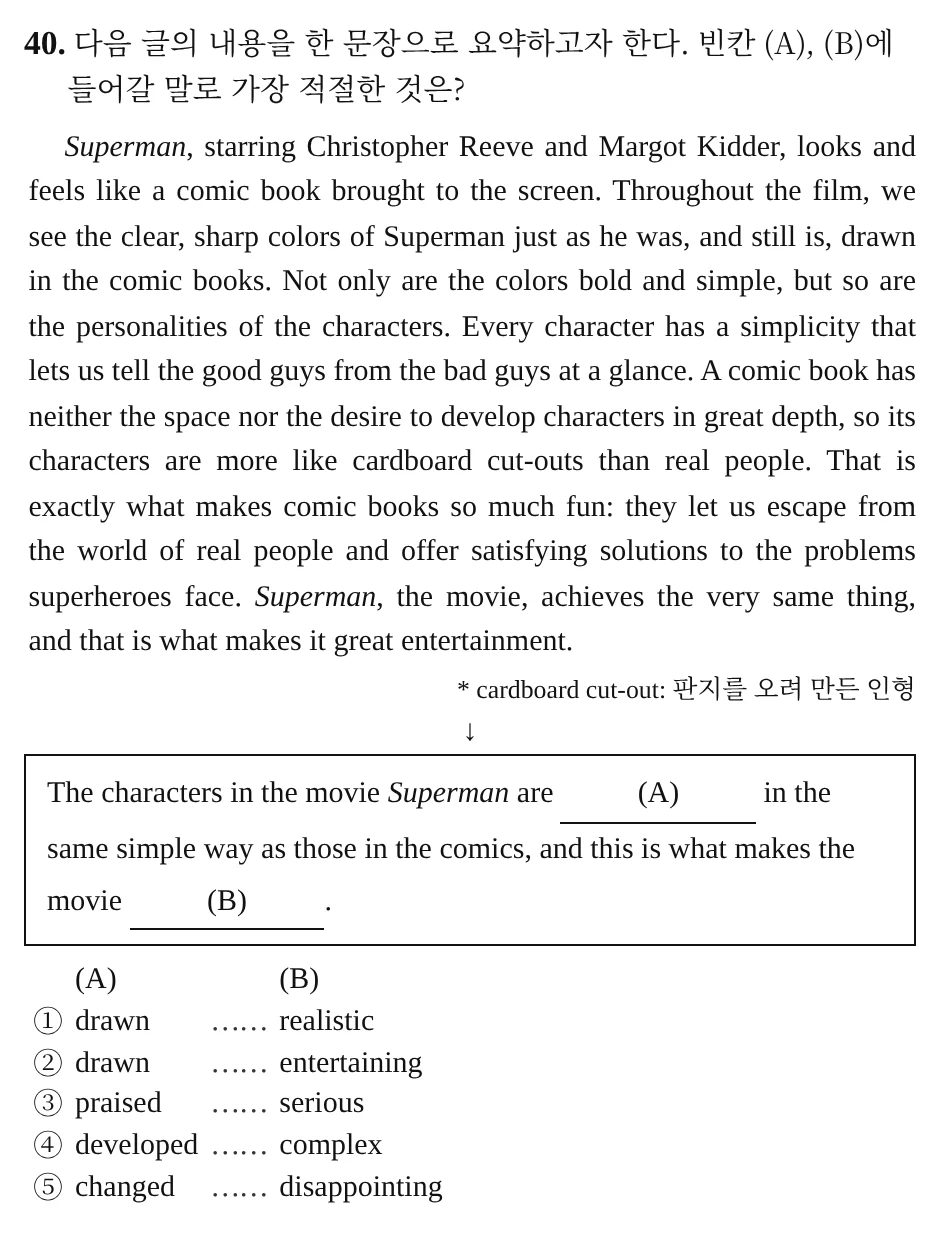 40. 다음 글의 내용을 한 문장으로 요약하고자 한다. 빈칸 (A), (B)에
들어갈 말로 가장 적절한 것은?
Superman, starring Christopher Reeve and Margot Kidder, looks and
feels like a comic book brought to the screen. Throughout the film, we
see the clear, sharp colors of Superman just as he was, and still is, drawn
in the comic books. Not only are the colors bold and simple, but so are
the personalities of the characters. Every character has a simplicity that
lets us tell the good guys from the bad guys at a glance. A comic book has
neither the space nor the desire to develop characters in great depth, so its
characters are more like cardboard cut-outs than real people. That is
exactly what makes comic books so much fun: they let us escape from
the world of real people and offer satisfying solutions to the problems
superheroes face. Superman, the movie, achieves the very same thing,
and that is what makes it great entertainment.
* cardboard cut-out: 판지를 오려 만든 인형
↓
The characters in the movie Superman are (A) in the
same simple way as those in the comics, and this is what makes the
movie (B) .
(A) (B)
① drawn …… realistic
② drawn …… entertaining
③ praised …… serious
④ developed …… complex
⑤ changed …… disappointing